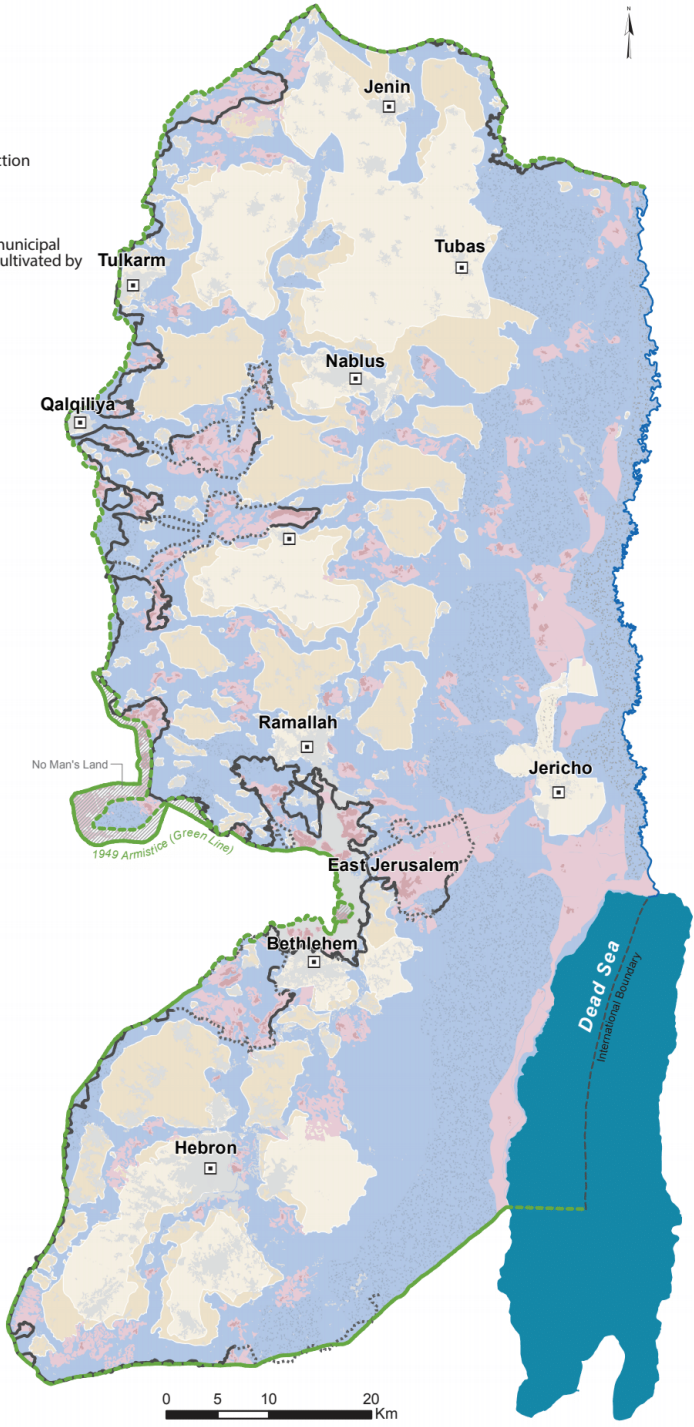 N
Jenin
ction
municipal
ultivated by
Tulkarm
Tubas
Nablus
Qalqiliya
Ramallah
No Man's Land
Jericho
1949 Armistice (Green Line)
East Jerusalem
Bethlehem
Dead Sea
International Boundary
Hebron
0 5 10 20
Km